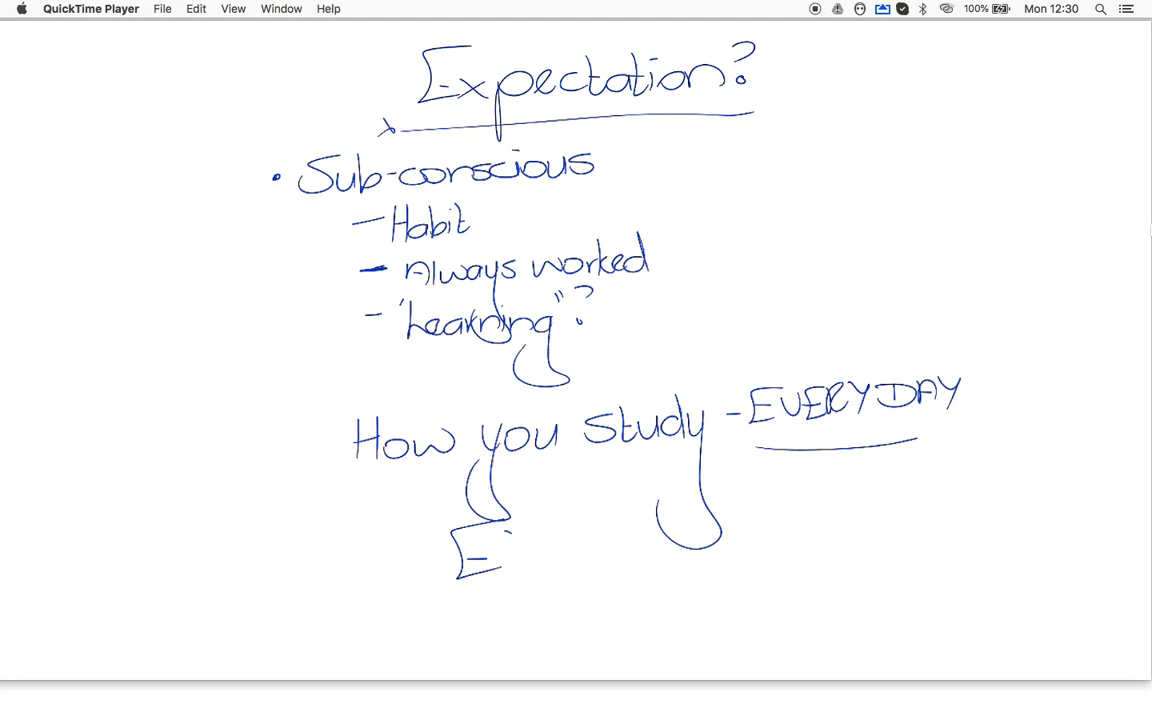 QuickTime Player File Edit View Window Help 100% Mon 12:30
Expectation?
• Sub-conscious
- Habit
- Always worked
- "Learning"?
How you study - EVERYDAY
E